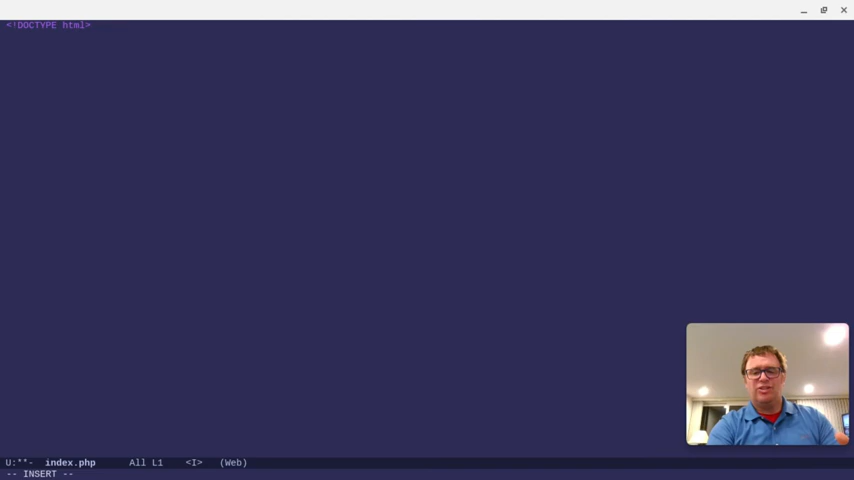 <!DOCTYPE html>
U:**-  index.php      All L1    <I>   (Web)
-- INSERT --